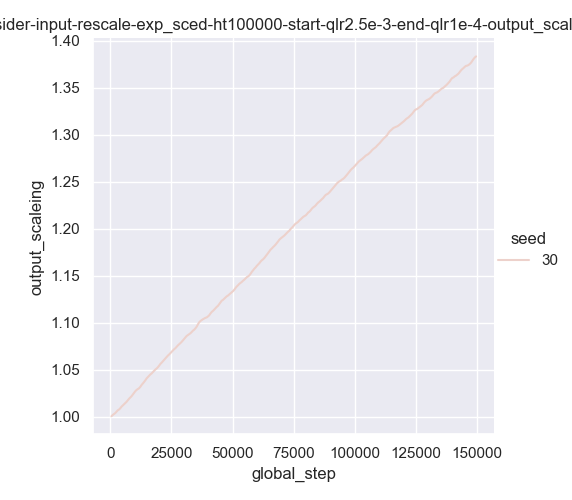 sider-input-rescale-exp_sced-ht100000-start-qlr2.5e-3-end-qlr1e-4-output_scal
1.40
1.35
1.30
1.25
1.20
1.15
1.10
1.05
1.00
output_scaleing
0 25000 50000 75000 100000 125000 150000
global_step
seed
30